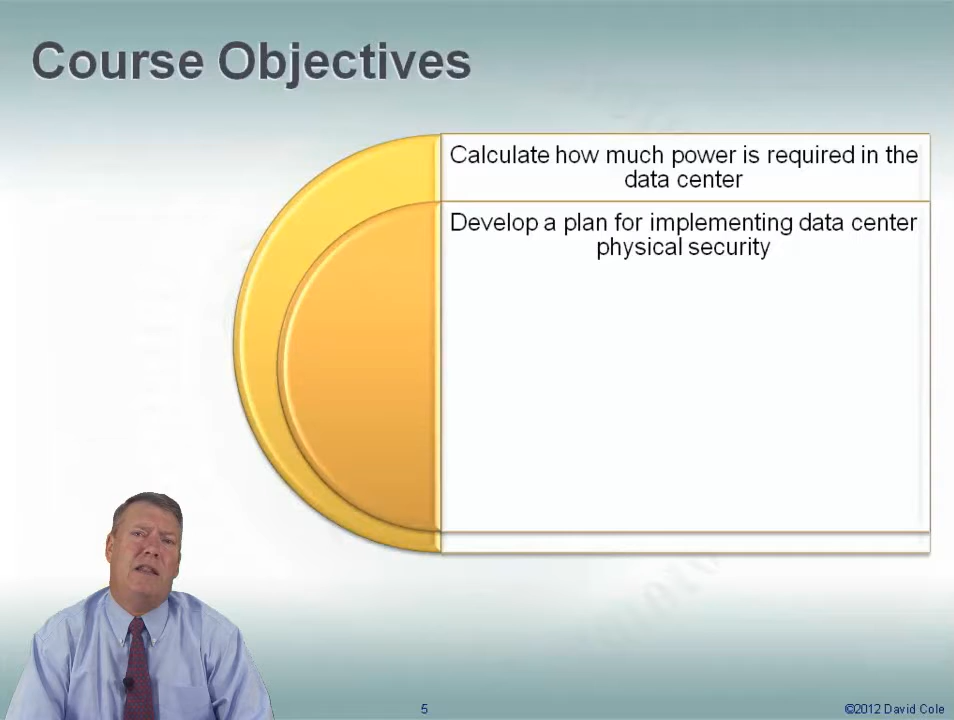 Course Objectives
Calculate how much power is required in the
data center
Develop a plan for implementing data center
physical security
5
©2012 David Cole